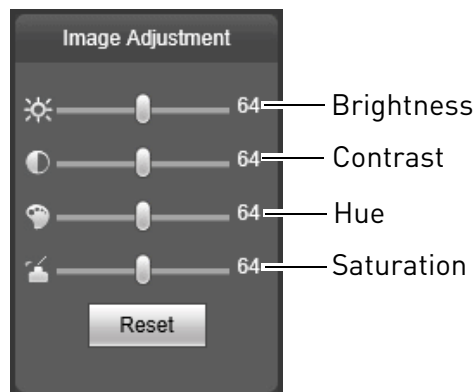 Image Adjustment
64 Brightness
64 Contrast
64 Hue
64 Saturation
Reset